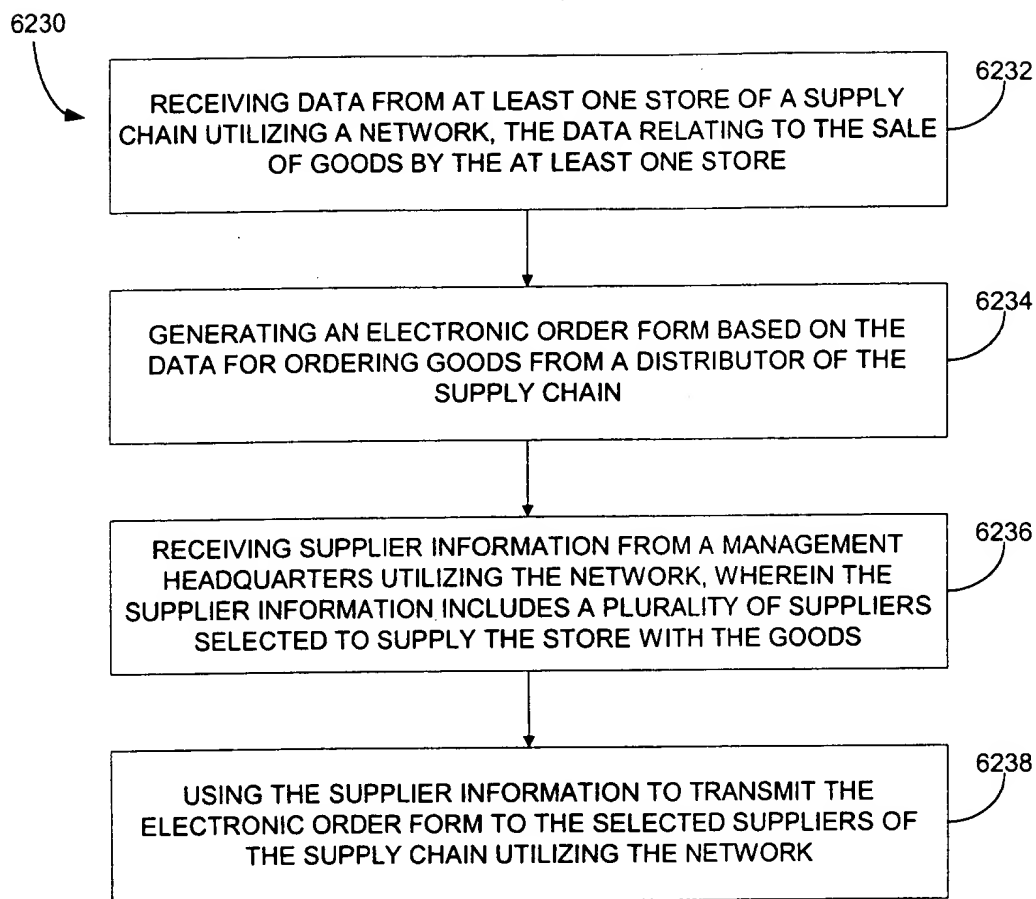 6230
6232
RECEIVING DATA FROM AT LEAST ONE STORE OF A SUPPLY
CHAIN UTILIZING A NETWORK, THE DATA RELATING TO THE SALE
OF GOODS BY THE AT LEAST ONE STORE
6234
GENERATING AN ELECTRONIC ORDER FORM BASED ON THE
DATA FOR ORDERING GOODS FROM A DISTRIBUTOR OF THE
SUPPLY CHAIN
6236
RECEIVING SUPPLIER INFORMATION FROM A MANAGEMENT
HEADQUARTERS UTILIZING THE NETWORK, WHEREIN THE
SUPPLIER INFORMATION INCLUDES A PLURALITY OF SUPPLIERS
SELECTED TO SUPPLY THE STORE WITH THE GOODS
6238
USING THE SUPPLIER INFORMATION TO TRANSMIT THE
ELECTRONIC ORDER FORM TO THE SELECTED SUPPLIERS OF
THE SUPPLY CHAIN UTILIZING THE NETWORK